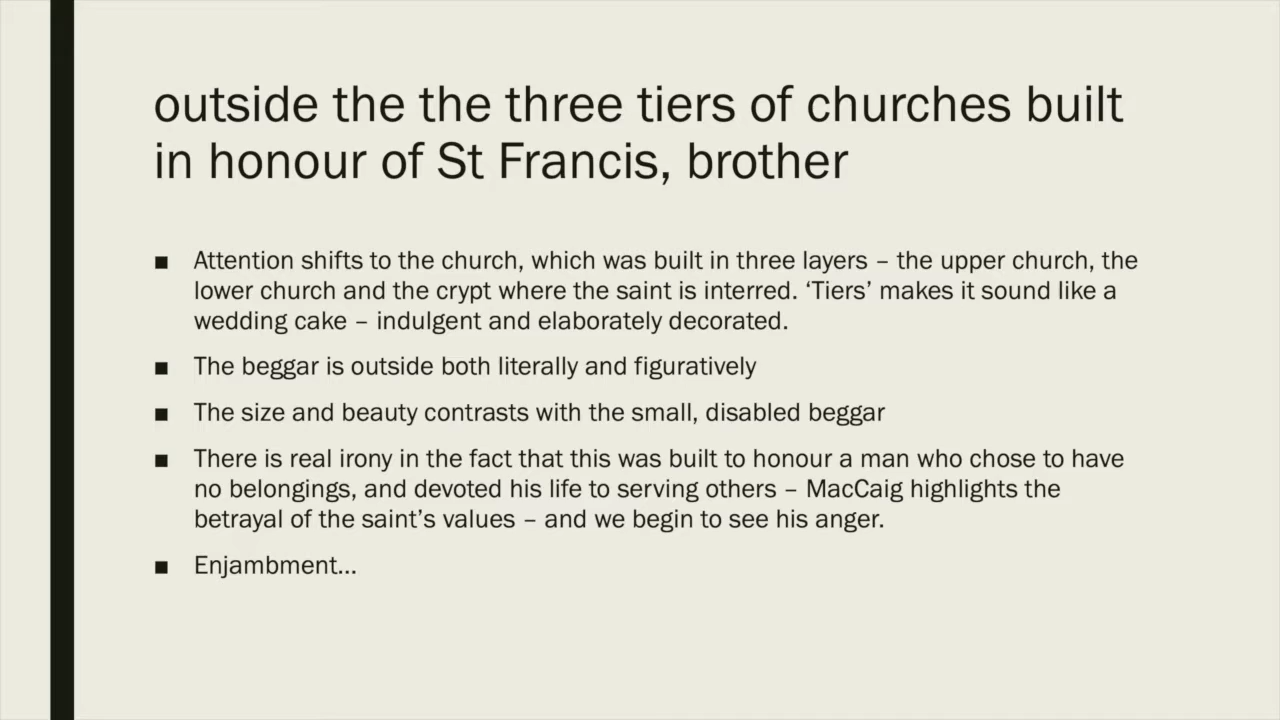 outside the the three tiers of churches built
in honour of St Francis, brother
■ Attention shifts to the church, which was built in three layers – the upper church, the
lower church and the crypt where the saint is interred. ‘Tiers’ makes it sound like a
wedding cake – indulgent and elaborately decorated.
■ The beggar is outside both literally and figuratively
■ The size and beauty contrasts with the small, disabled beggar
■ There is real irony in the fact that this was built to honour a man who chose to have
no belongings, and devoted his life to serving others – MacCaig highlights the
betrayal of the saint’s values – and we begin to see his anger.
■ Enjambment…